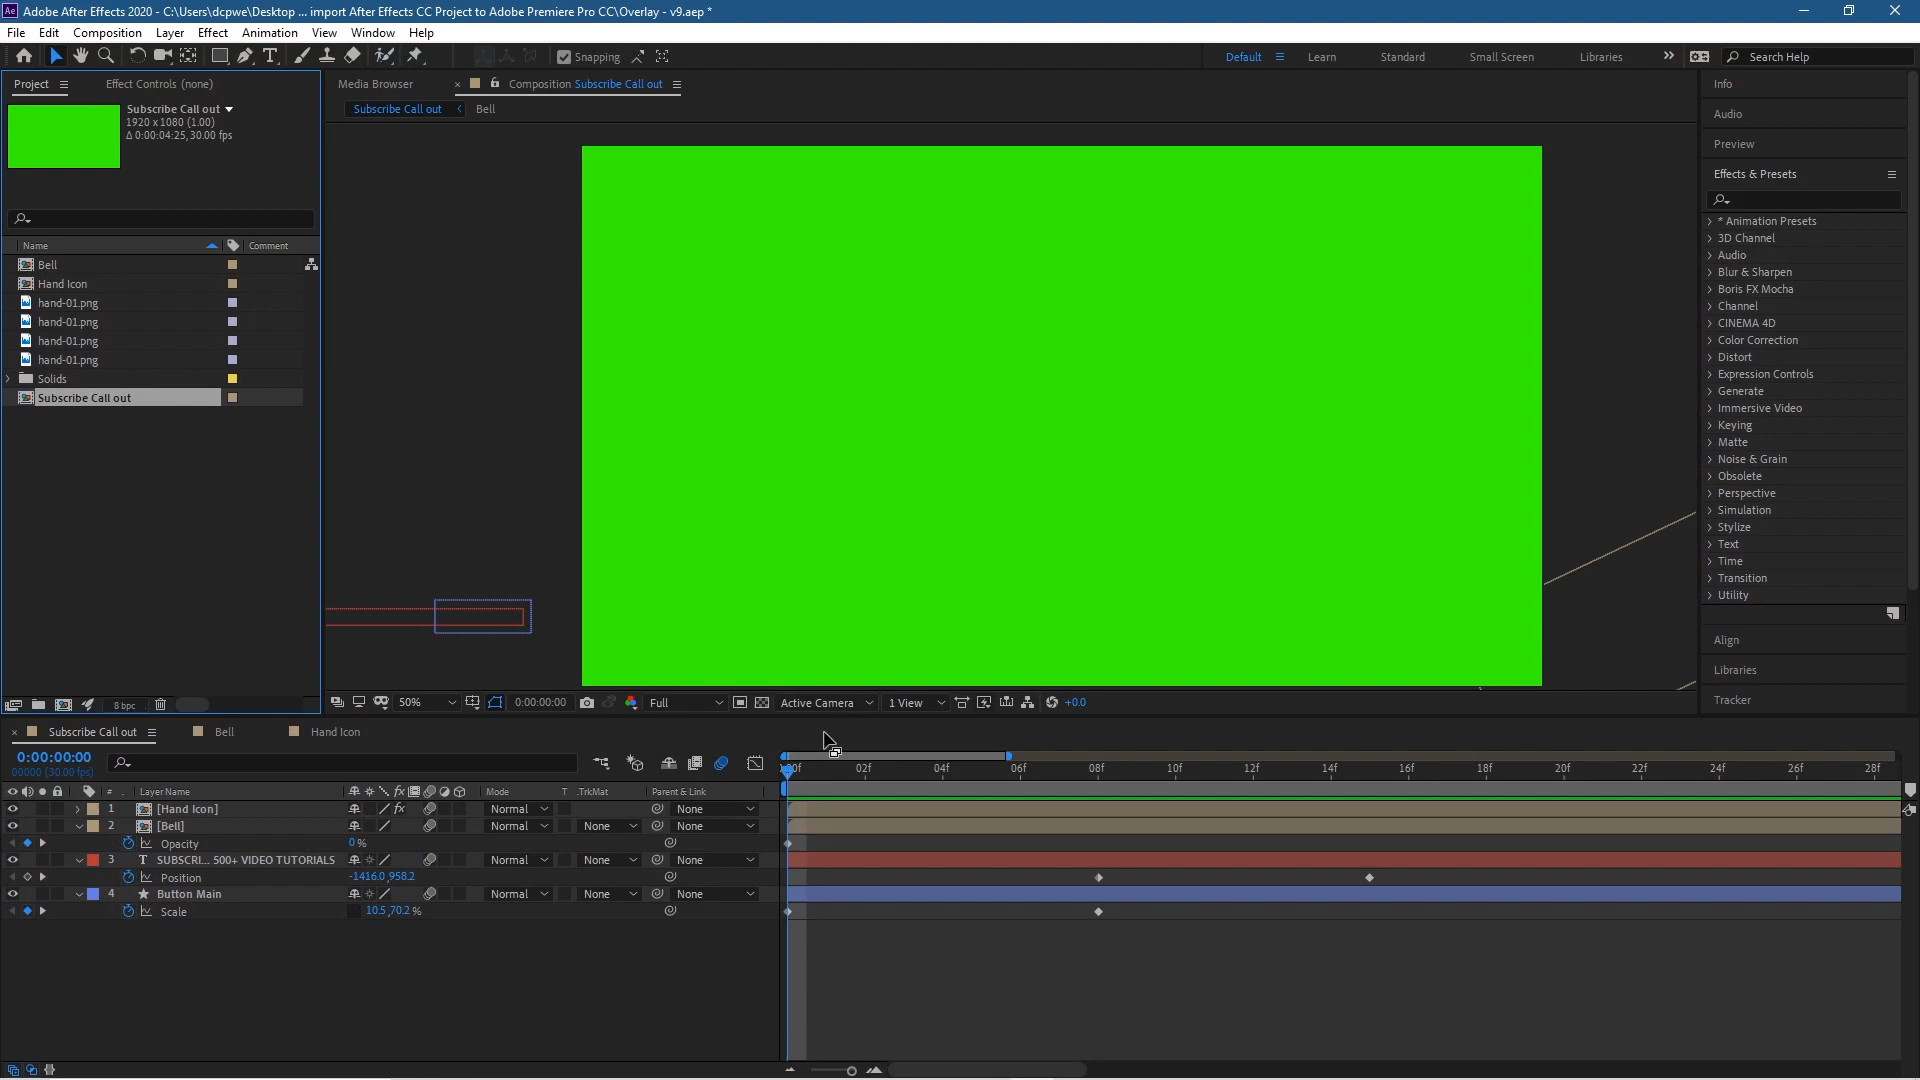 Ae Adobe After Effects 2020 - C:\Users\dcpwe\Desktop ... import After Effects CC Project to Adobe Premiere Pro CC\Overlay - v9.aep *
File Edit Composition Layer Effect Animation View Window Help
Snapping Default Learn Standard Small Screen Libraries Search Help
Project Effect Controls (none) Media Browser Composition Subscribe Call out Info
Subscribe Call out
1920 x 1080 (1.00)
Δ 0:00:04:25, 30.00 fps
Subscribe Call out Bell
Audio
Preview
Effects & Presets
* Animation Presets
3D Channel
Audio
Blur & Sharpen
Boris FX Mocha
Channel
CINEMA 4D
Color Correction
Distort
Expression Controls
Generate
Immersive Video
Keying
Matte
Noise & Grain
Obsolete
Perspective
Simulation
Stylize
Text
Time
Transition
Utility
Align
Libraries
Tracker
Name Comment
Bell
Hand Icon
hand-01.png
hand-01.png
hand-01.png
hand-01.png
Solids
Subscribe Call out
8 bpc
50% 0:00:00:00 Full Active Camera 1 View +0.0
Subscribe Call out Bell Hand Icon
0:00:00:00
00000 (30.00 fps)
02f 04f 06f 08f 10f 12f 14f 16f 18f 20f 22f 24f 26f 28f
# Layer Name Mode T .TrkMat Parent & Link
1 [Hand Icon] Normal None
2 [Bell] Normal None None
Opacity 0 %
3 T SUBSCRI... 500+ VIDEO TUTORIALS Normal None None
Position -1416.0,958.2
4 Button Main Normal None None
Scale 10.5,70.2 %